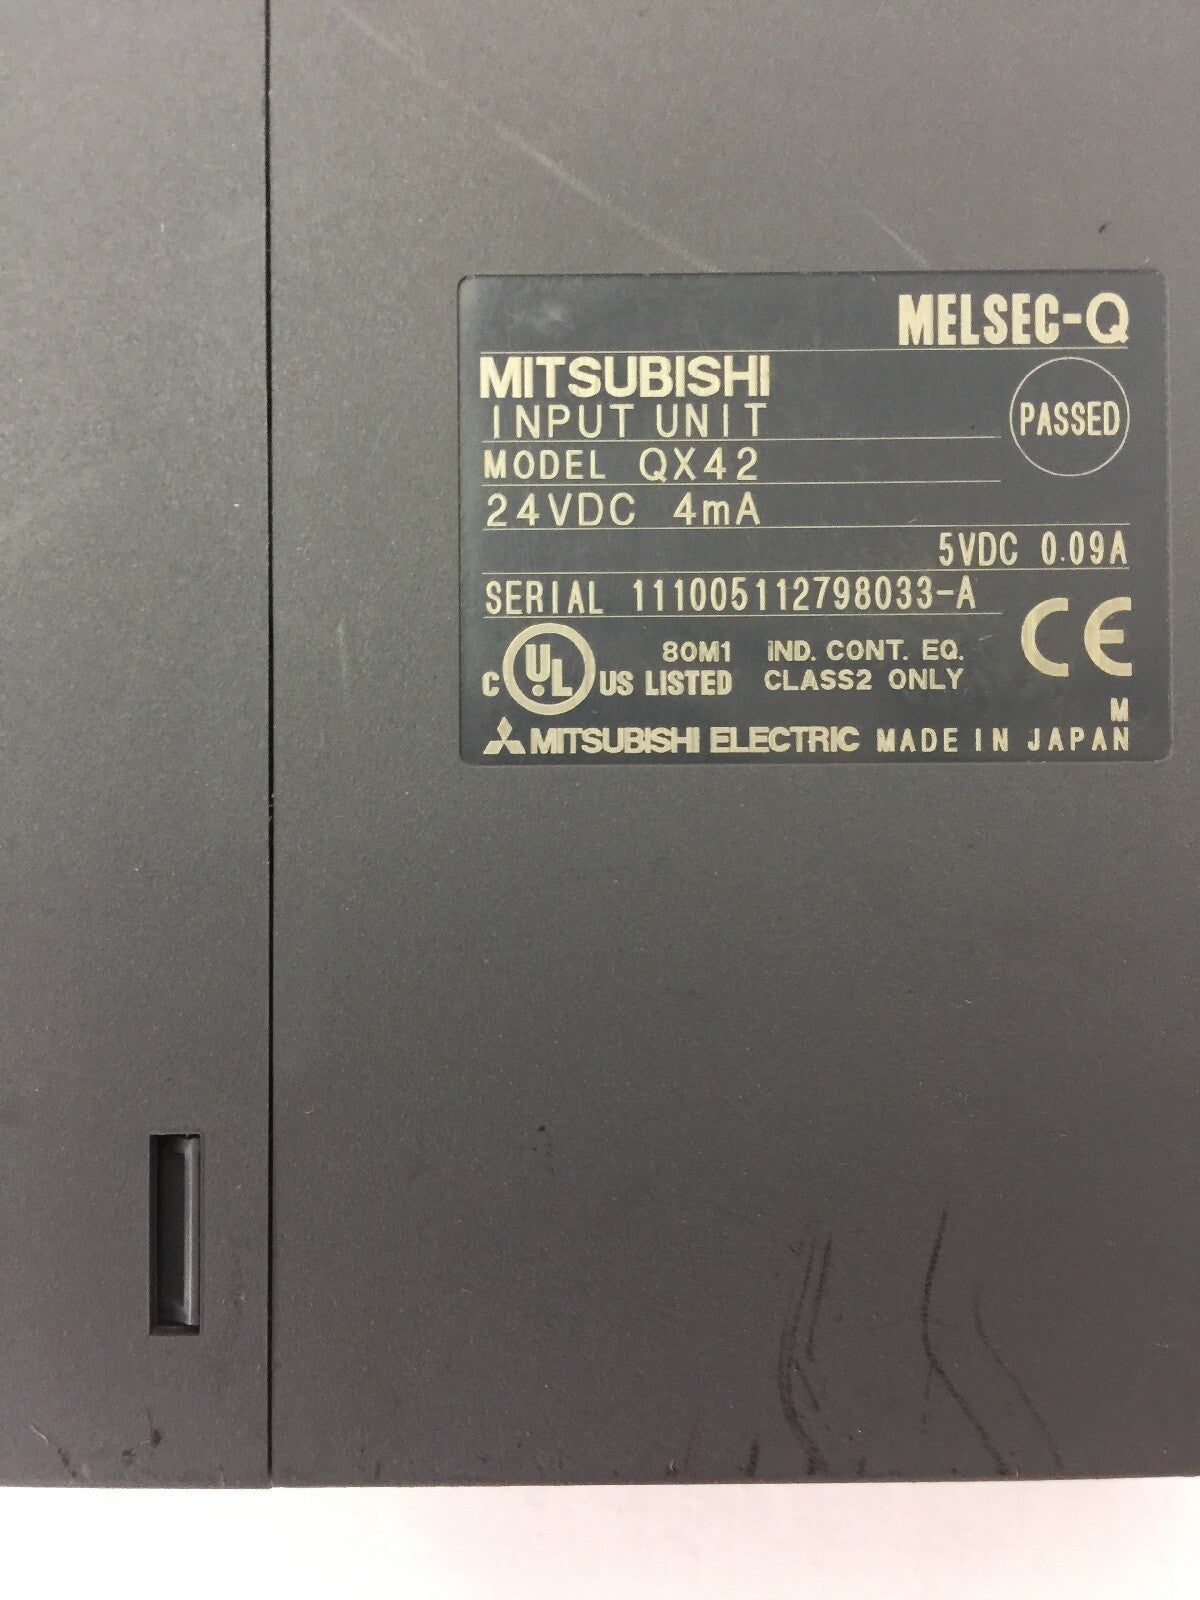 MELSEC-Q
MITSUBISHI
INPUT UNIT
PASSED
MODEL QX42
24VDC 4mA
5VDC 0.09A
SERIAL 111005112798033-A
C UL US LISTED
80M1 IND. CONT. EQ.
CLASS2 ONLY
CE
M
MITSUBISHI ELECTRIC MADE IN JAPAN